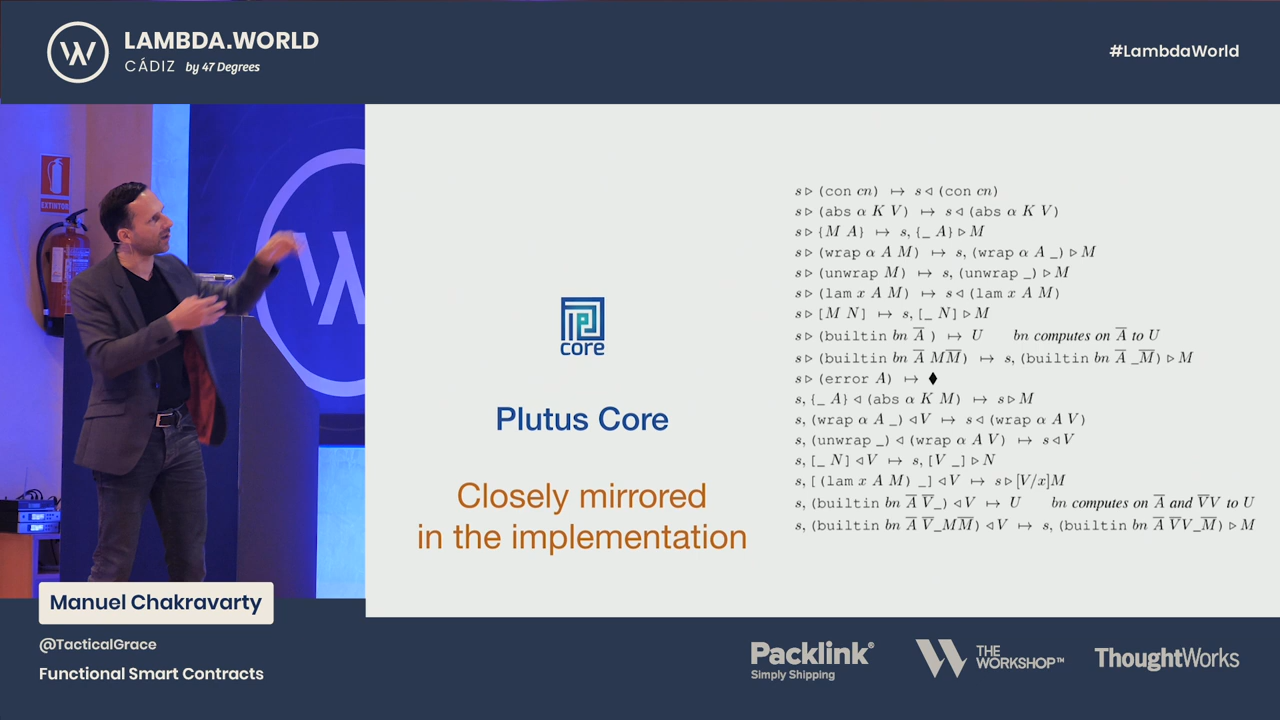 LAMBDA.WORLD
CÁDIZ by 47 Degrees
#LambdaWorld
EXTINTOR
core
Plutus Core
Closely mirrored
in the implementation
s ▷ (con cn) ↦ s ◁ (con cn)
s ▷ (abs α K V) ↦ s ◁ (abs α K V)
s ▷ {M A} ↦ s, {_ A} ▷ M
s ▷ (wrap α A M) ↦ s, (wrap α A _) ▷ M
s ▷ (unwrap M) ↦ s, (unwrap _) ▷ M
s ▷ (lam x A M) ↦ s ◁ (lam x A M)
s ▷ [M N] ↦ s, [_ N] ▷ M
s ▷ (builtin bn A̅ ) ↦ U bn computes on A̅ to U
s ▷ (builtin bn A̅ MM̅) ↦ s, (builtin bn A̅ _M̅) ▷ M
s ▷ (error A) ↦ ♦
s, {_ A} ◁ (abs α K M) ↦ s ▷ M
s, (wrap α A _) ◁ V ↦ s ◁ (wrap α A V)
s, (unwrap _) ◁ (wrap α A V) ↦ s ◁ V
s, [_ N] ◁ V ↦ s, [V _] ▷ N
s, [(lam x A M) _] ◁ V ↦ s ▷ [V/x]M
s, (builtin bn A̅ V̅_) ◁ V ↦ U bn computes on A̅ and V̅V to U
s, (builtin bn A̅ V̅_MM̅) ◁ V ↦ s, (builtin bn A̅ V̅V_M̅) ▷ M
Manuel Chakravarty
@TacticalGrace
Functional Smart Contracts
Packlink®
Simply Shipping
THE
WORKSHOP™
ThoughtWorks